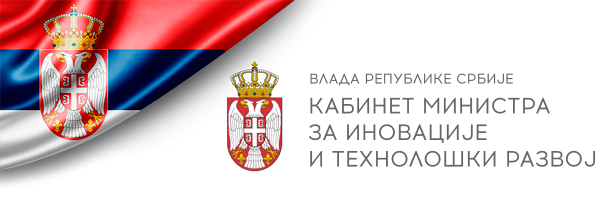 ВЛАДА РЕПУБЛИКЕ СРБИЈЕ
КАБИНЕТ МИНИСТРА
ЗА ИНОВАЦИЈЕ
И ТЕХНОЛОШКИ РАЗВОЈ